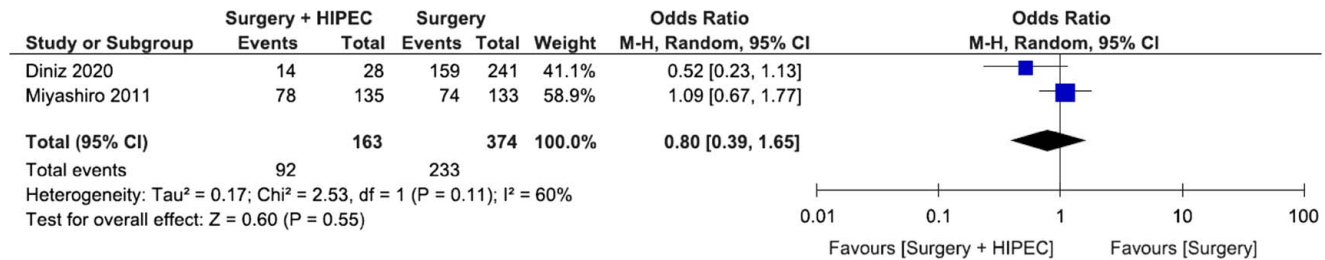 Surgery + HIPEC Surgery Odds Ratio Odds Ratio
Study or Subgroup Events Total Events Total Weight M-H, Random, 95% CI M-H, Random, 95% CI
Diniz 2020 14 28 159 241 41.1% 0.52 [0.23, 1.13]
Miyashiro 2011 78 135 74 133 58.9% 1.09 [0.67, 1.77]
Total (95% CI) 163 374 100.0% 0.80 [0.39, 1.65]
Total events 92 233
Heterogeneity: Tau² = 0.17; Chi² = 2.53, df = 1 (P = 0.11); I² = 60%
Test for overall effect: Z = 0.60 (P = 0.55)
0.01 0.1 1 10 100
Favours [Surgery + HIPEC] Favours [Surgery]